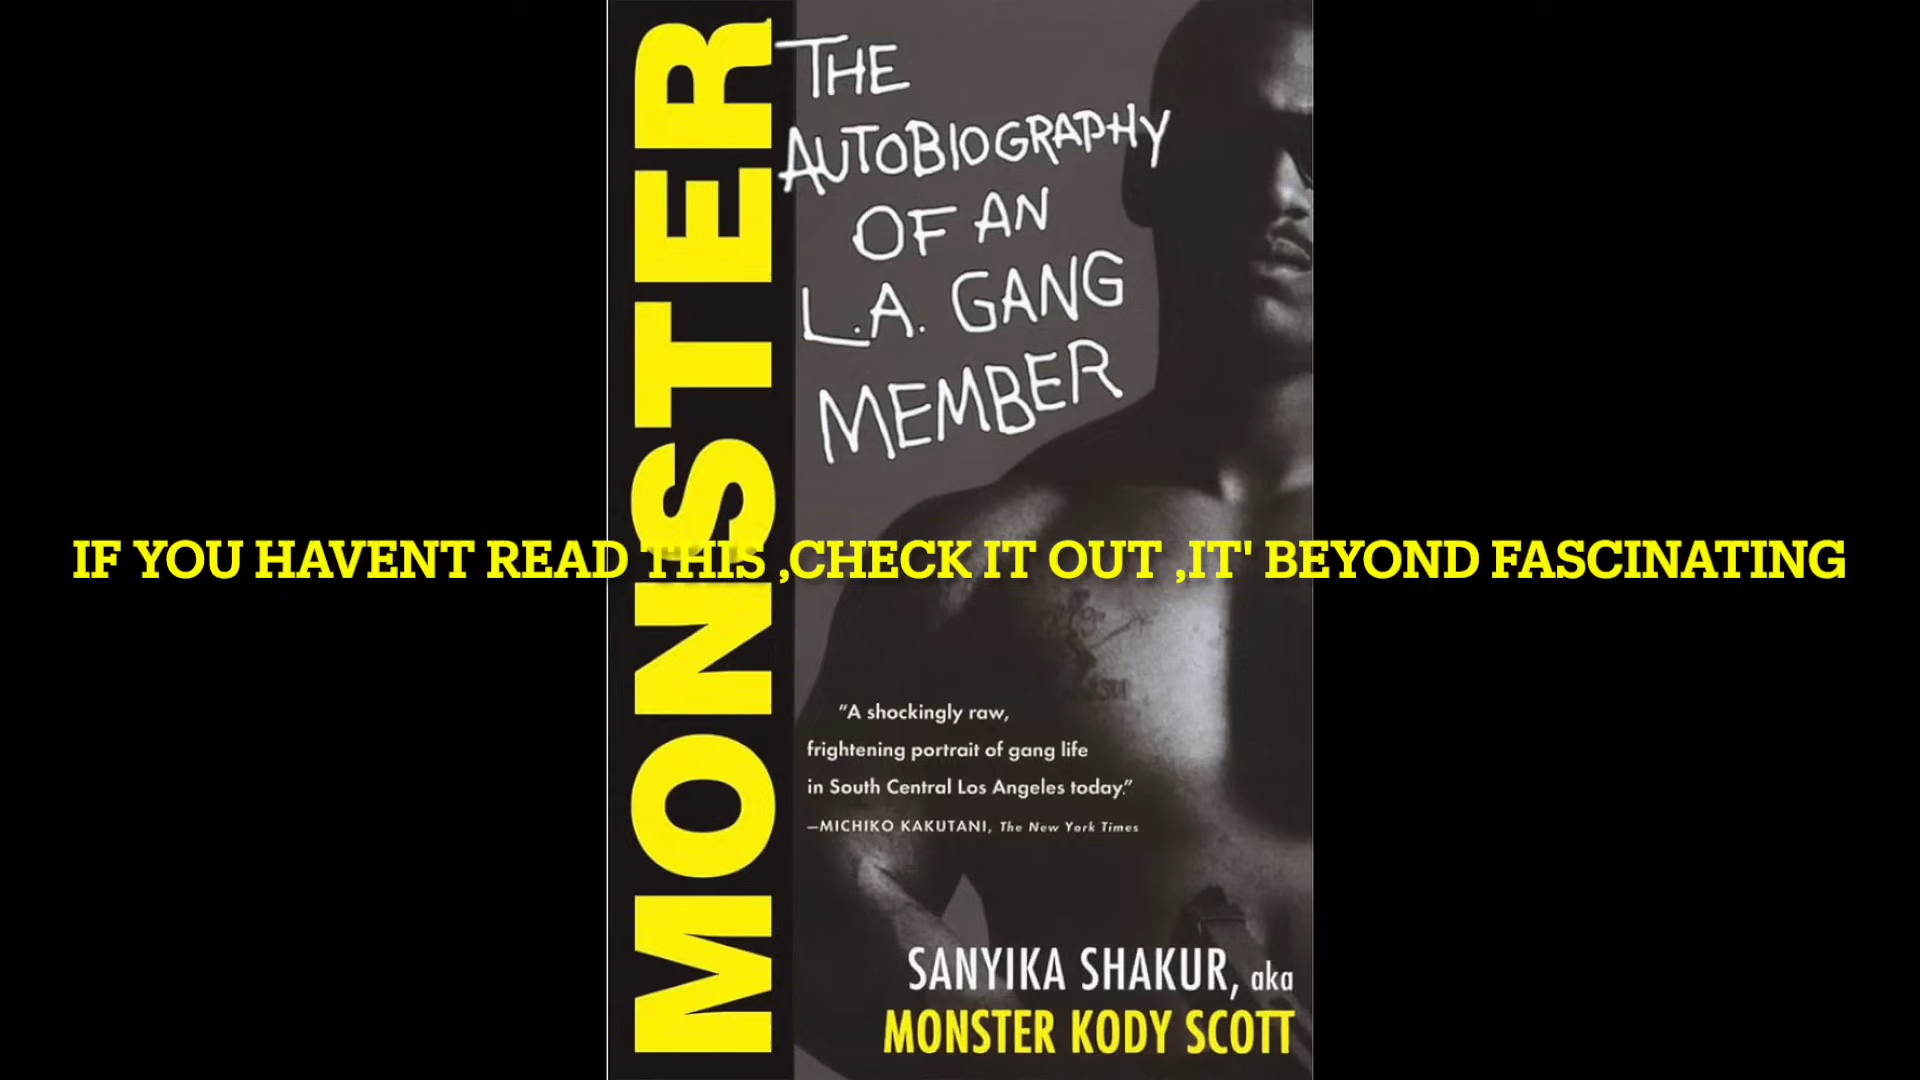 MONSTER
THE
AUTOBIOGRAPHY
OF AN
L.A. GANG
MEMBER
IF YOU HAVENT READ THIS ,CHECK IT OUT ,IT' BEYOND FASCINATING
“A shockingly raw,
frightening portrait of gang life
in South Central Los Angeles today.”
—MICHIKO KAKUTANI, The New York Times
SANYIKA SHAKUR, aka
MONSTER KODY SCOTT